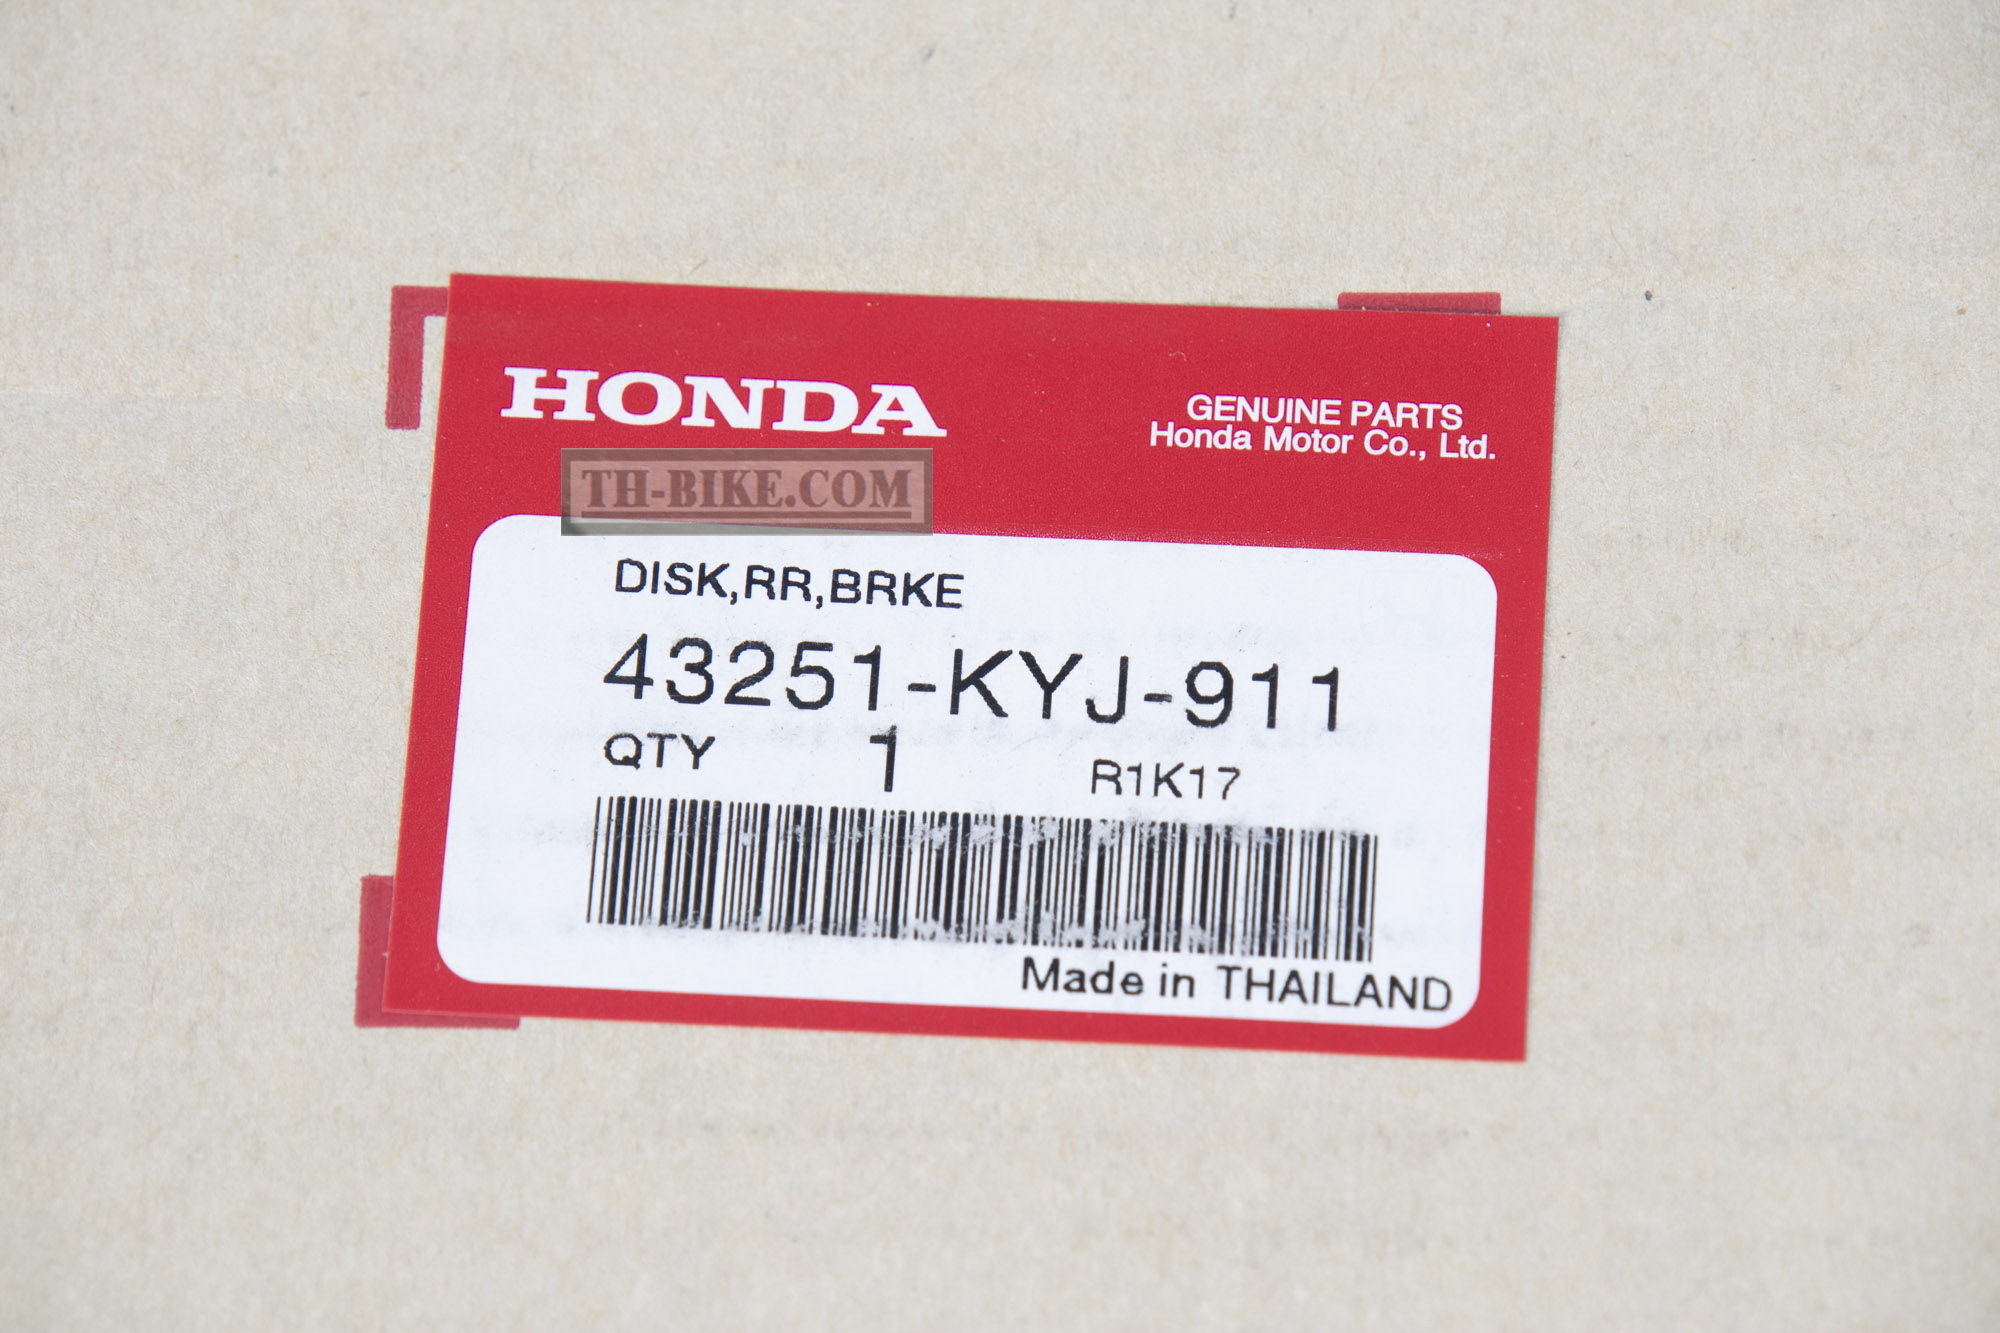 HONDA
GENUINE PARTS
Honda Motor Co., Ltd.
TH-BIKE.COM
DISK,RR,BRKE
43251-KYJ-911
QTY 1 R1K17
Made in THAILAND